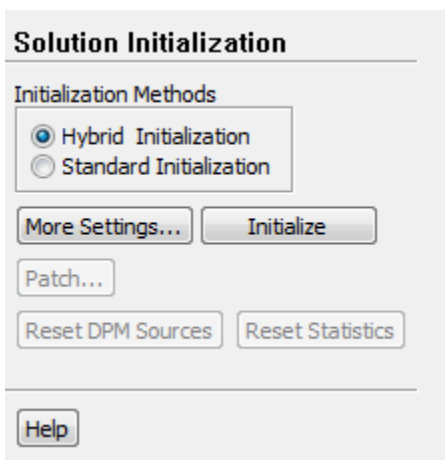 Solution Initialization
Initialization Methods
Hybrid Initialization
Standard Initialization
More Settings... Initialize
Patch...
Reset DPM Sources Reset Statistics
Help